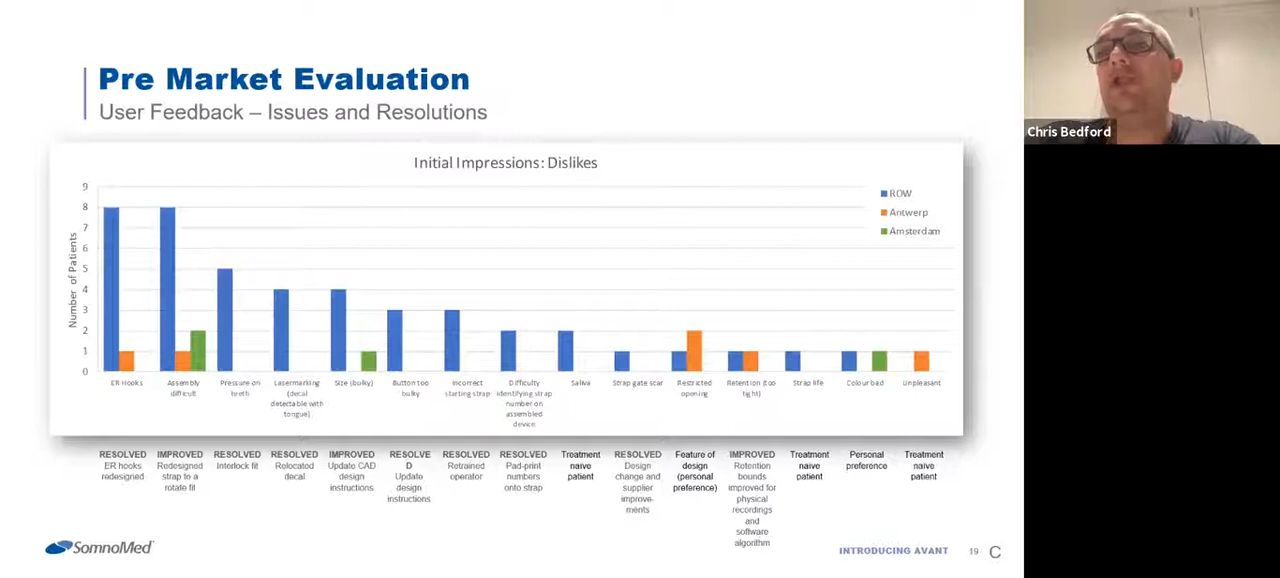 Pre Market Evaluation
User Feedback – Issues and Resolutions
Initial Impressions: Dislikes
Number of Patients
9
8
7
6
5
4
3
2
1
0
ROW
Antwerp
Amsterdam
ER Hooks
Assembly
difficult
Pressure on
teeth
Lasermarking
(decal
detectable with
tongue)
Size (bulky)
Button too
bulky
Incorrect
starting strap
Difficulty
identifying strap
number on
assembled
device
Saliva
Strap gate scar
Restricted
opening
Retention (too
tight)
Strap life
Colour bad
Unpleasant
RESOLVED
ER hooks
redesigned
IMPROVED
Redesigned
strap to a
rotate fit
RESOLVED
Interlock fit
RESOLVED
Relocated
decal
IMPROVED
Update CAD
design
instructions
RESOLVE
D
Update
design
instructions
RESOLVED
Retrained
operator
RESOLVED
Pad-print
numbers
onto strap
Treatment
naive
patient
RESOLVED
Design
change and
supplier
improve-
ments
Feature of
design
(personal
preference)
IMPROVED
Retention
bounds
improved for
physical
recordings
and
software
algorithm
Treatment
naive
patient
Personal
preference
Treatment
naive
patient
SomnoMed
INTRODUCING AVANT
19
C
Chris Bedford